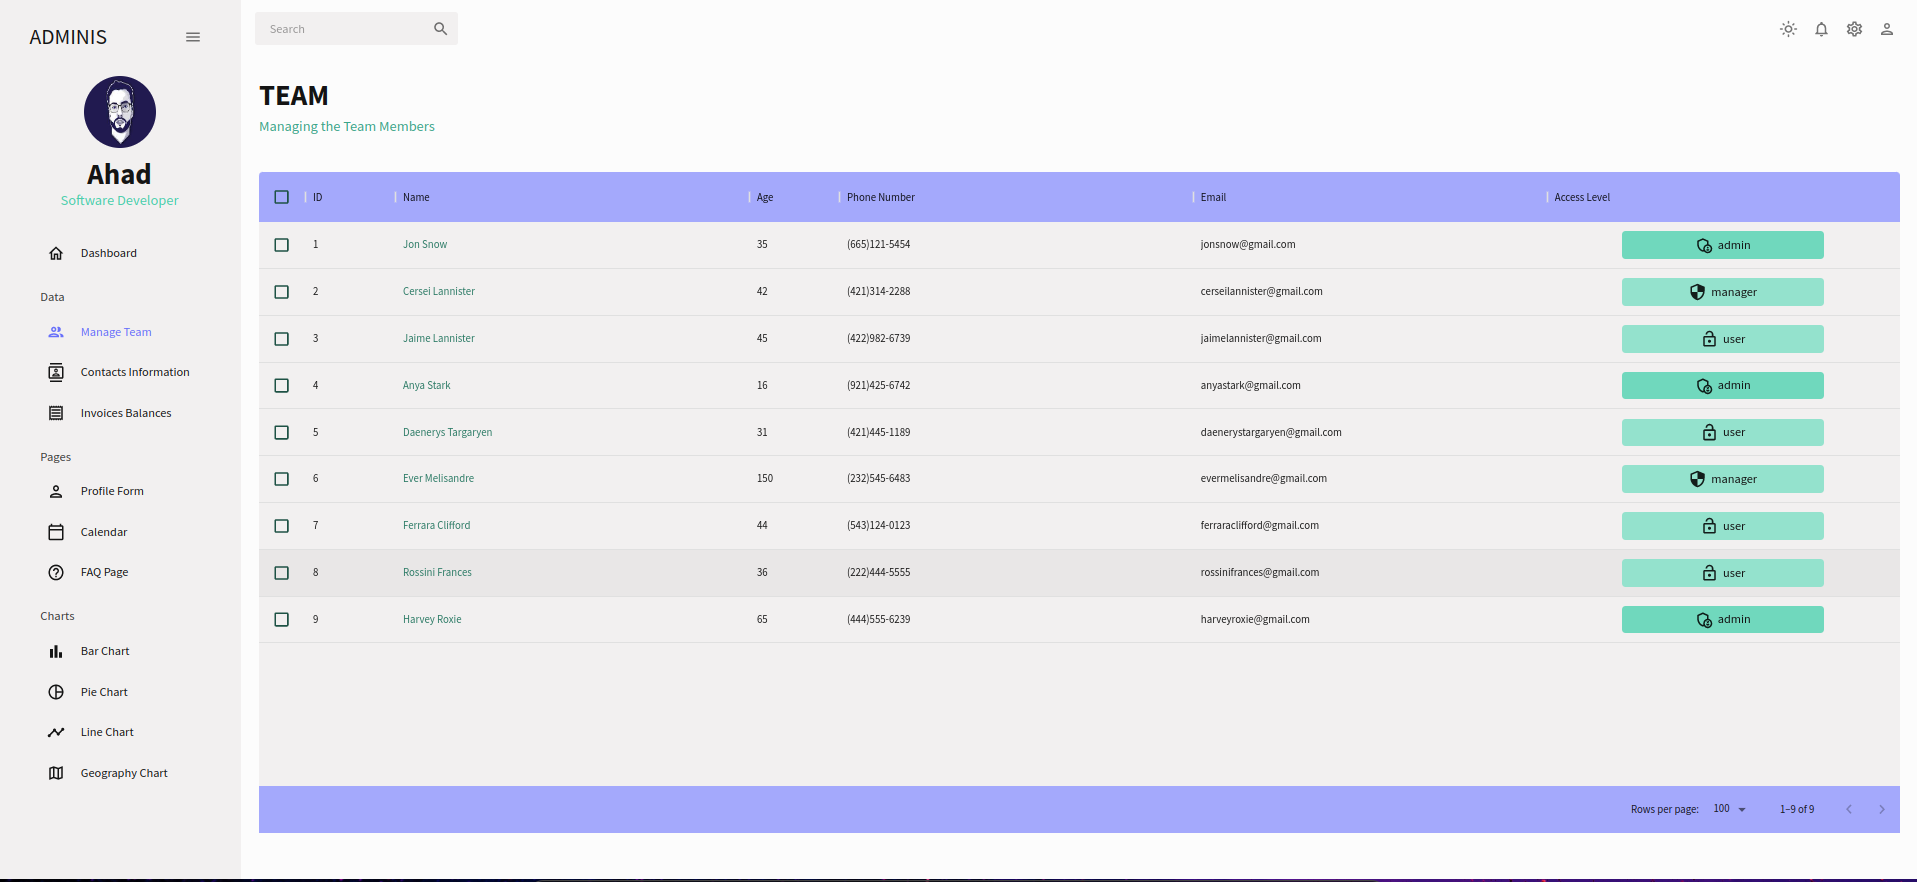 ADMINIS
Ahad
Software Developer
Dashboard
Data
Manage Team
Contacts Information
Invoices Balances
Pages
Profile Form
Calendar
FAQ Page
Charts
Bar Chart
Pie Chart
Line Chart
Geography Chart
Search
TEAM
Managing the Team Members
ID Name Age Phone Number Email Access Level
1 Jon Snow 35 (665)121-5454 jonsnow@gmail.com admin
2 Cersei Lannister 42 (421)314-2288 cerseilannister@gmail.com manager
3 Jaime Lannister 45 (422)982-6739 jaimelannister@gmail.com user
4 Anya Stark 16 (921)425-6742 anyastark@gmail.com admin
5 Daenerys Targaryen 31 (421)445-1189 daenerystargaryen@gmail.com user
6 Ever Melisandre 150 (232)545-6483 evermelisandre@gmail.com manager
7 Ferrara Clifford 44 (543)124-0123 ferraraclifford@gmail.com user
8 Rossini Frances 36 (222)444-5555 rossinifrances@gmail.com user
9 Harvey Roxie 65 (444)555-6239 harveyroxie@gmail.com admin
Rows per page: 100 1–9 of 9